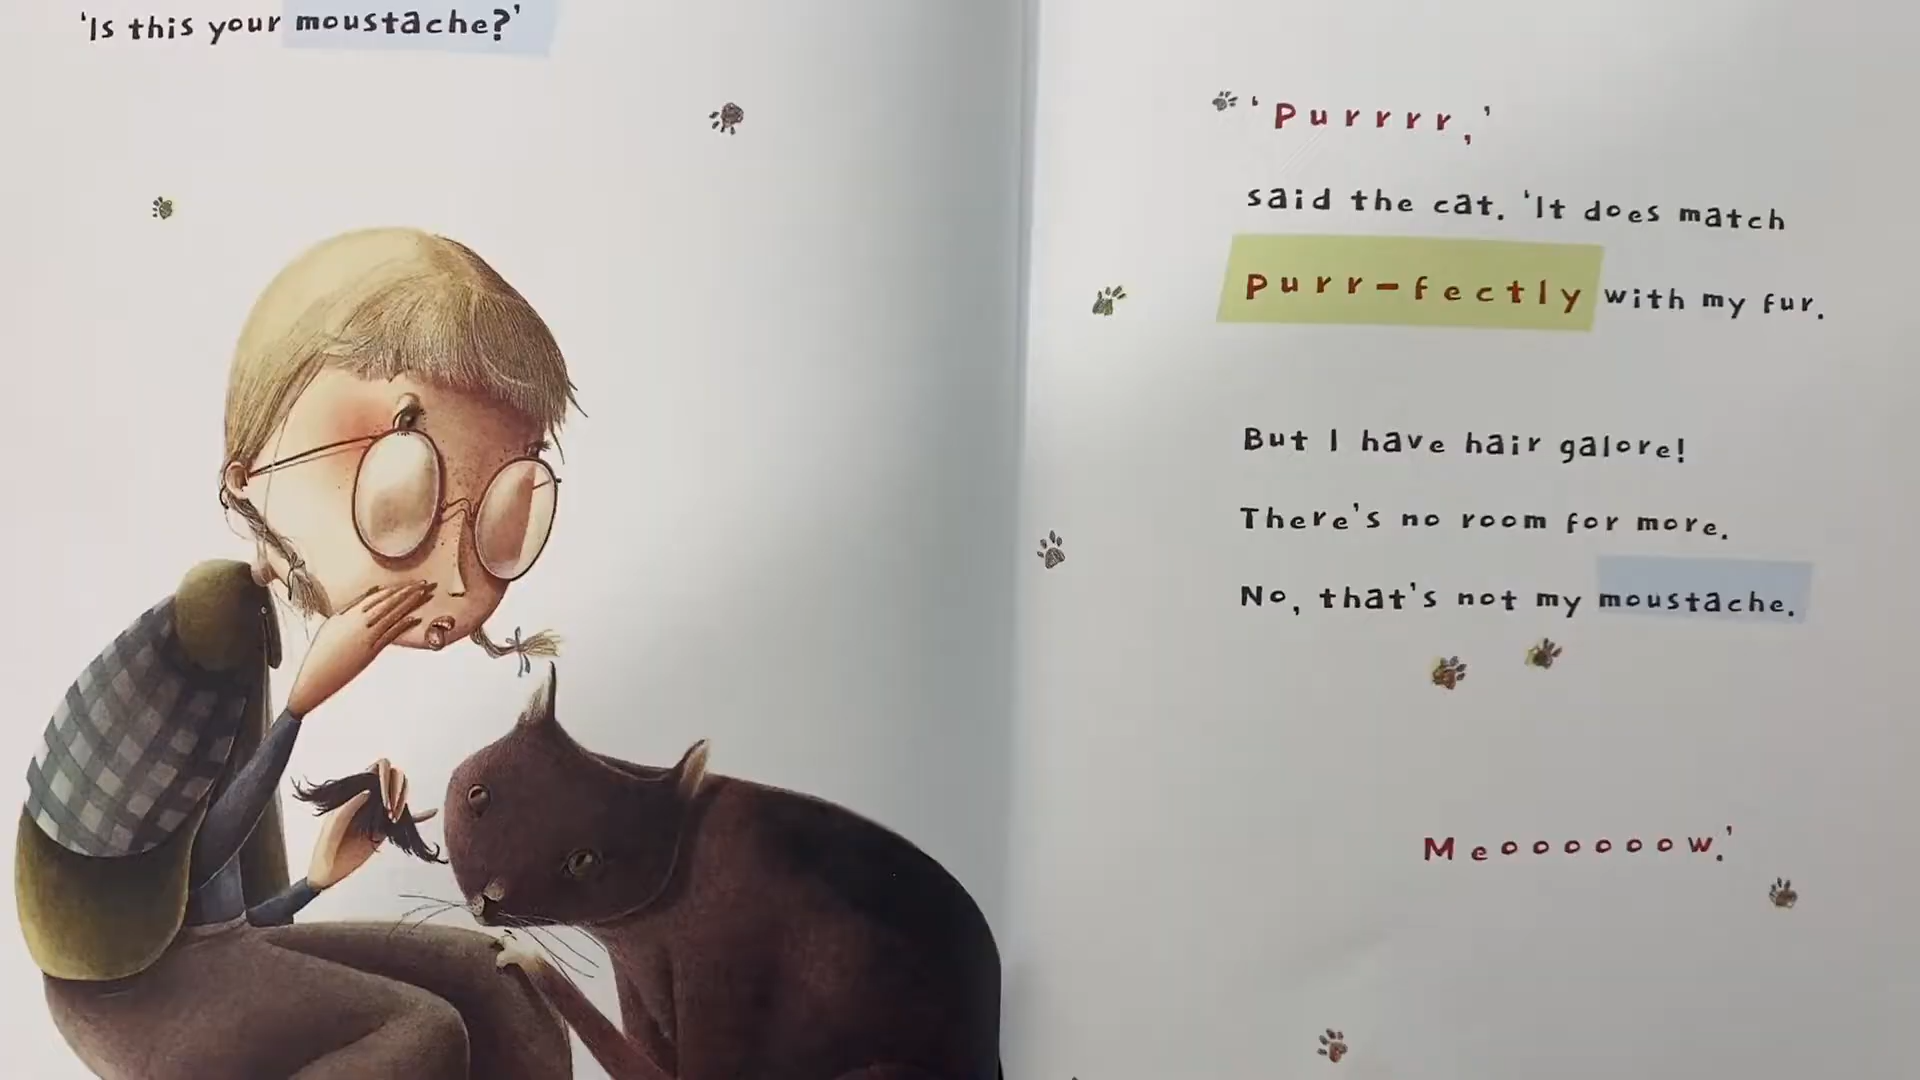 'Is this your moustache?'
'Purrrr,'
said the cat. 'It does match
purr-fectly with my fur.
But I have hair galore!
There's no room for more.
No, that's not my moustache.
Meoooooow.'